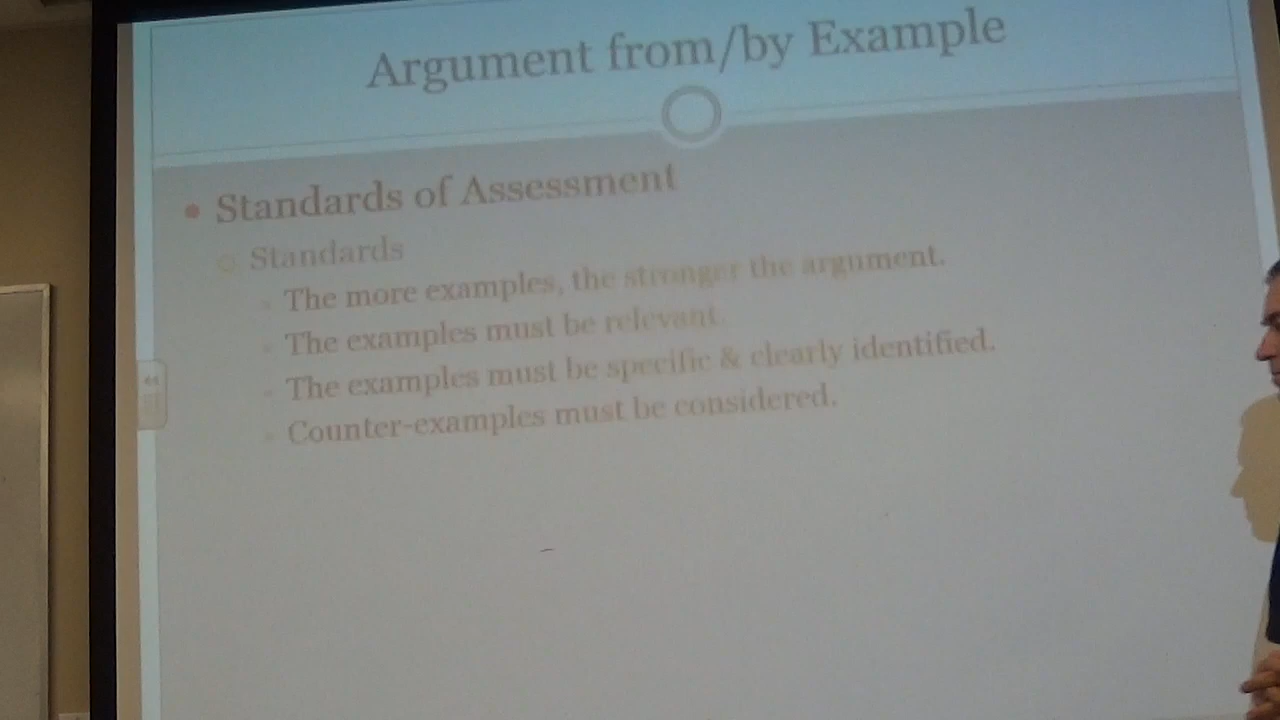 Argument from/by Example
Standards of Assessment
Standards
The more examples, the stronger the argument.
The examples must be relevant.
The examples must be specific & clearly identified.
Counter-examples must be considered.